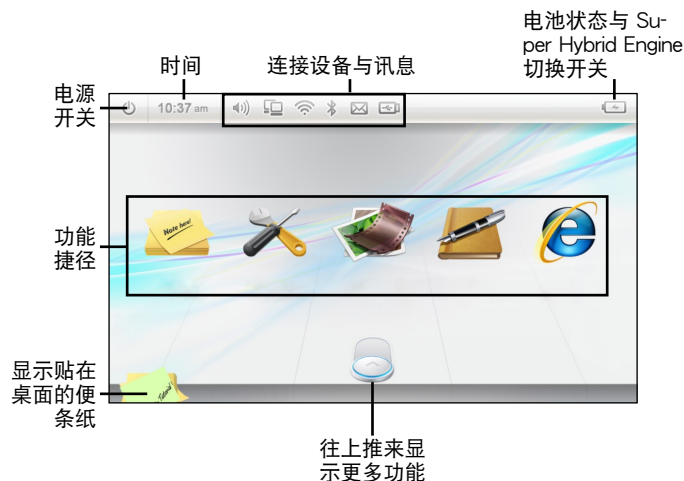 电池状态与 Su-
per Hybrid Engine
切换开关
时间
连接设备与讯息
电源
开关
10:37 am
Note here!
功能
捷径
显示贴在
桌面的便
条纸
Tutorial
往上推来显
示更多功能